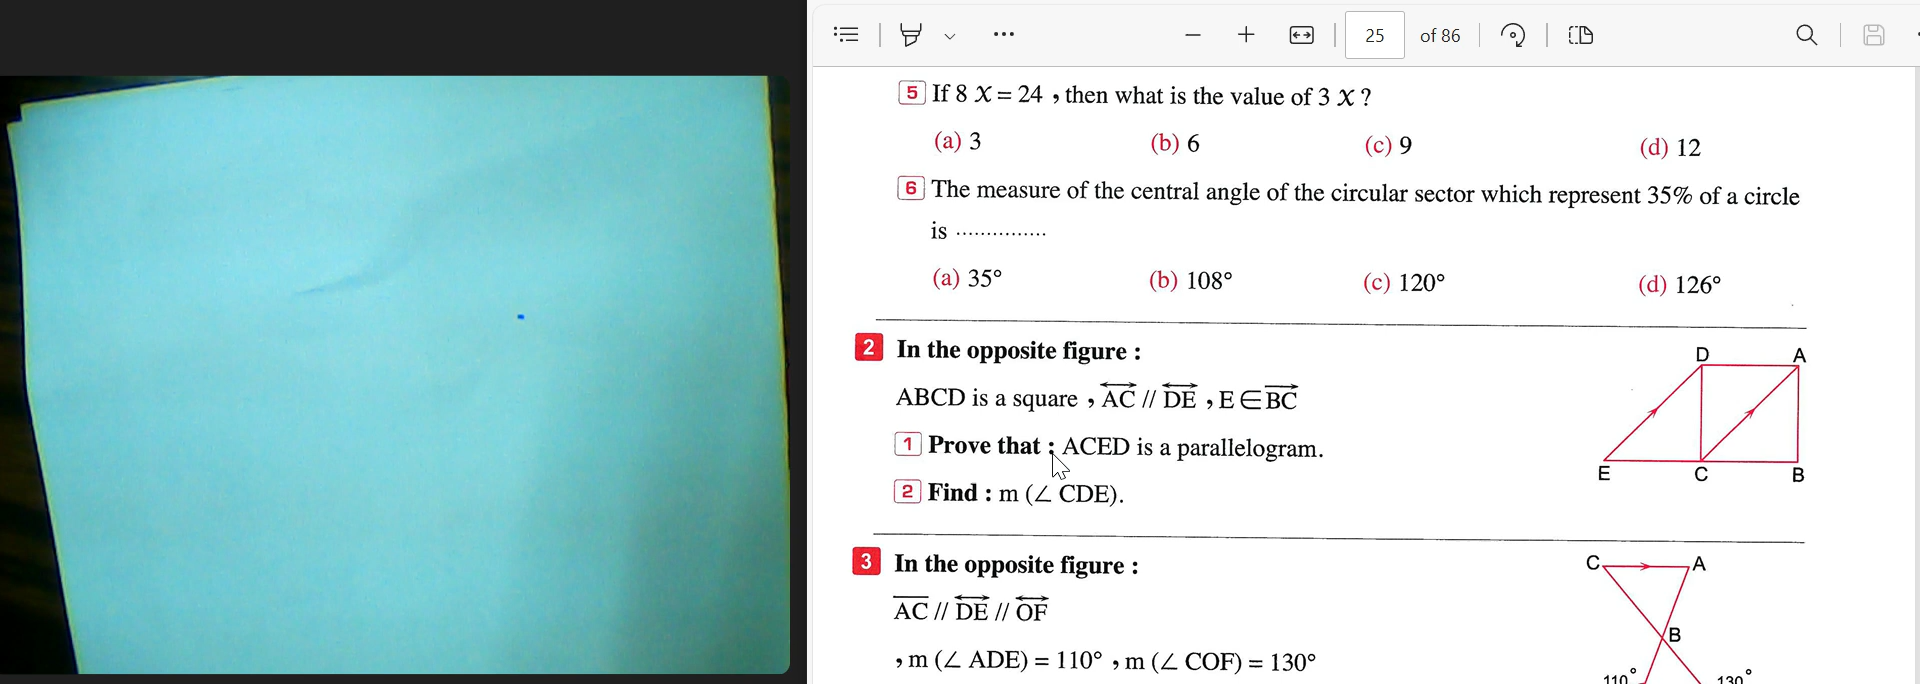 25 of 86
5 If 8 x = 24 , then what is the value of 3 x ?
(a) 3 (b) 6 (c) 9 (d) 12
6 The measure of the central angle of the circular sector which represent 35% of a circle
is ...............
(a) 35° (b) 108° (c) 120° (d) 126°
2 In the opposite figure :
ABCD is a square , AC // DE , E ∈ BC
1 Prove that : ACED is a parallelogram.
2 Find : m (∠ CDE).
D A
E C B
3 In the opposite figure :
AC // DE // OF
, m (∠ ADE) = 110° , m (∠ COF) = 130°
C A
B
110° 130°